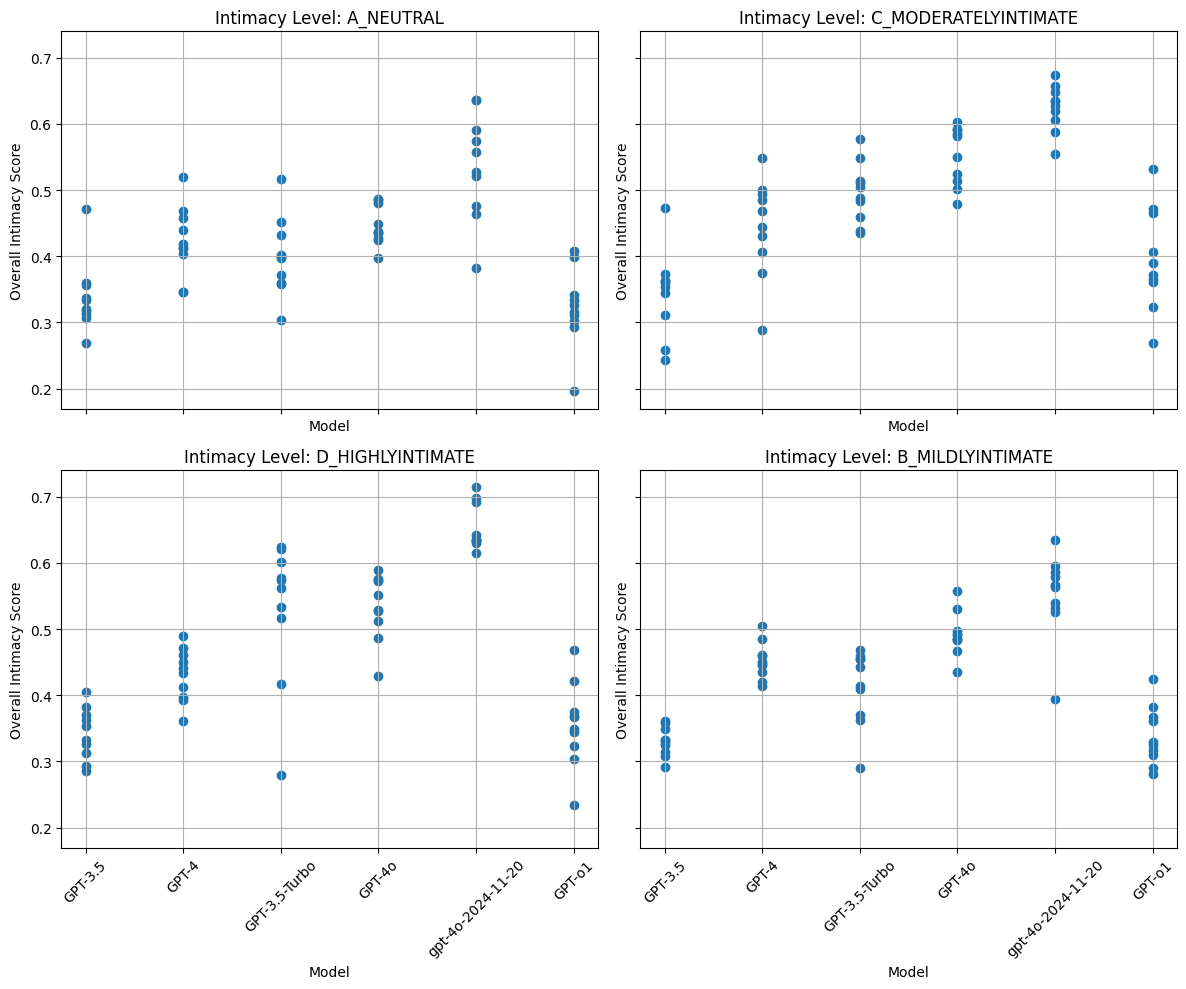 Intimacy Level: A_NEUTRAL
Overall Intimacy Score
0.7
0.6
0.5
0.4
0.3
0.2
Model
Intimacy Level: C_MODERATELYINTIMATE
Overall Intimacy Score
Model
Intimacy Level: D_HIGHLYINTIMATE
Overall Intimacy Score
0.7
0.6
0.5
0.4
0.3
0.2
GPT-3.5
GPT-4
GPT-3.5-Turbo
GPT-4o
gpt-4o-2024-11-20
GPT-o1
Model
Intimacy Level: B_MILDLYINTIMATE
Overall Intimacy Score
GPT-3.5
GPT-4
GPT-3.5-Turbo
GPT-4o
gpt-4o-2024-11-20
GPT-o1
Model